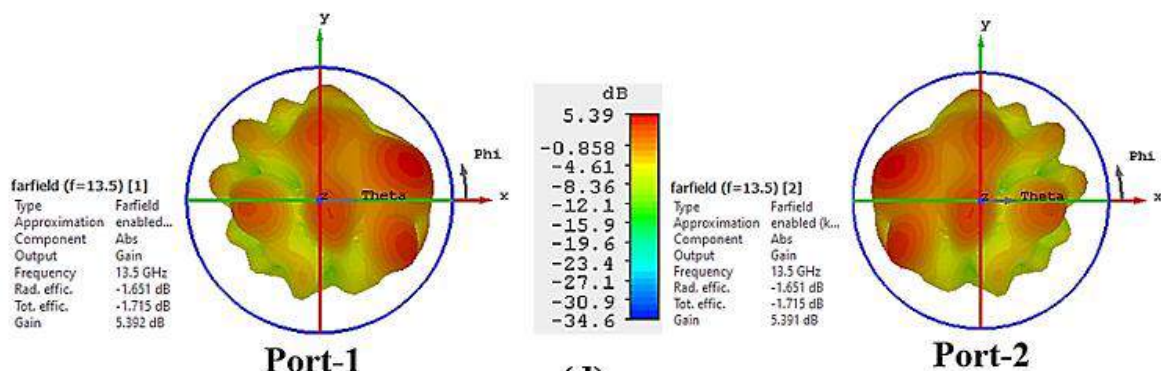 y
Phi
x
z
Theta
farfield (f=13.5) [1]
Type Farfield
Approximation enabled...
Component Abs
Output Gain
Frequency 13.5 GHz
Rad. effic. -1.651 dB
Tot. effic. -1.715 dB
Gain 5.392 dB
Port-1
dB
5.39
-0.858
-4.61
-8.36
-12.1
-15.9
-19.6
-23.4
-27.1
-30.9
-34.6
(d)
y
Phi
x
z
Theta
farfield (f=13.5) [2]
Type Farfield
Approximation enabled (k...
Component Abs
Output Gain
Frequency 13.5 GHz
Rad. effic. -1.651 dB
Tot. effic. -1.715 dB
Gain 5.391 dB
Port-2